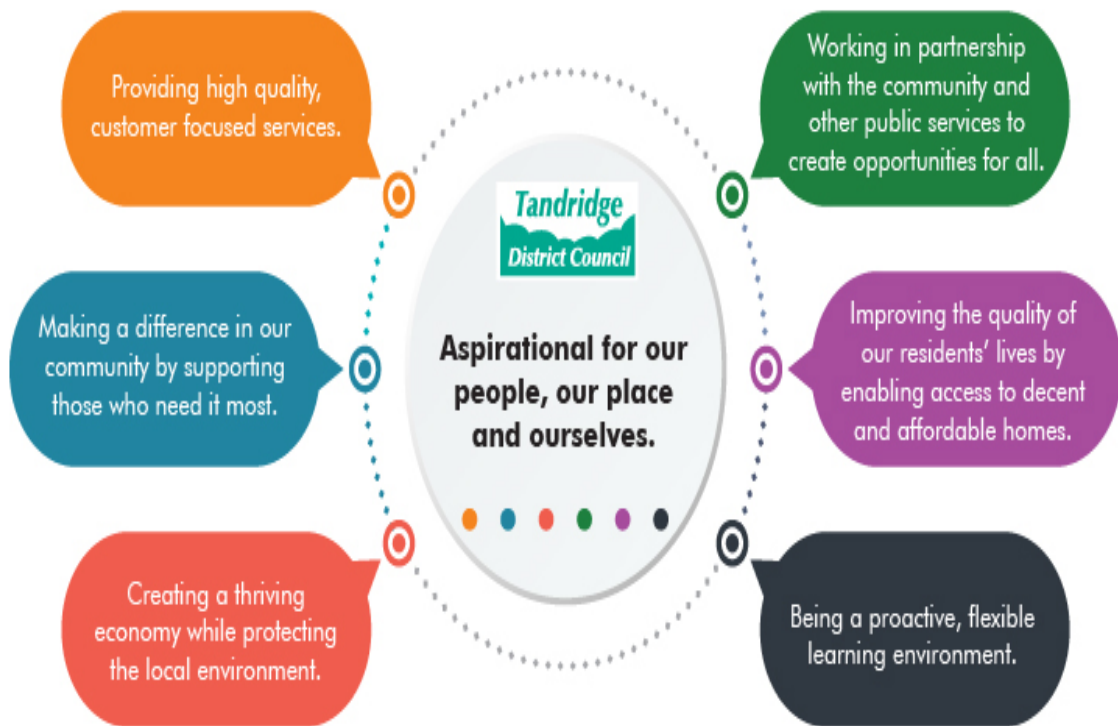 Providing high quality,
customer focused services.
Making a difference in our
community by supporting
those who need it most.
Creating a thriving
economy while protecting
the local environment.
Tandridge
District Council
Aspirational for our
people, our place
and ourselves.
Working in partnership
with the community and
other public services to
create opportunities for all.
Improving the quality of
our residents' lives by
enabling access to decent
and affordable homes.
Being a proactive, flexible
learning environment.